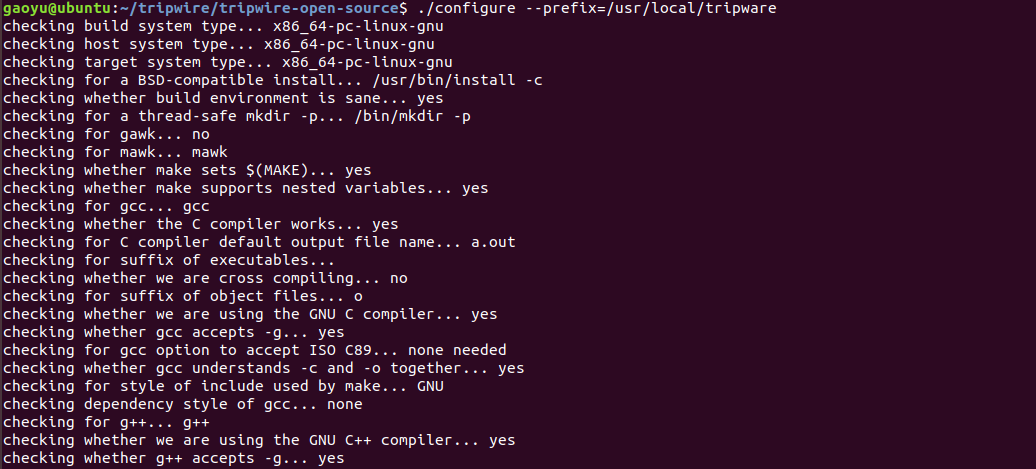 gaoyu@ubuntu:~/tripwire/tripwire-open-source$ ./configure --prefix=/usr/local/tripware
checking build system type... x86_64-pc-linux-gnu
checking host system type... x86_64-pc-linux-gnu
checking target system type... x86_64-pc-linux-gnu
checking for a BSD-compatible install... /usr/bin/install -c
checking whether build environment is sane... yes
checking for a thread-safe mkdir -p... /bin/mkdir -p
checking for gawk... no
checking for mawk... mawk
checking whether make sets $(MAKE)... yes
checking whether make supports nested variables... yes
checking for gcc... gcc
checking whether the C compiler works... yes
checking for C compiler default output file name... a.out
checking for suffix of executables...
checking whether we are cross compiling... no
checking for suffix of object files... o
checking whether we are using the GNU C compiler... yes
checking whether gcc accepts -g... yes
checking for gcc option to accept ISO C89... none needed
checking whether gcc understands -c and -o together... yes
checking for style of include used by make... GNU
checking dependency style of gcc... none
checking for g++... g++
checking whether we are using the GNU C++ compiler... yes
checking whether g++ accepts -g... yes